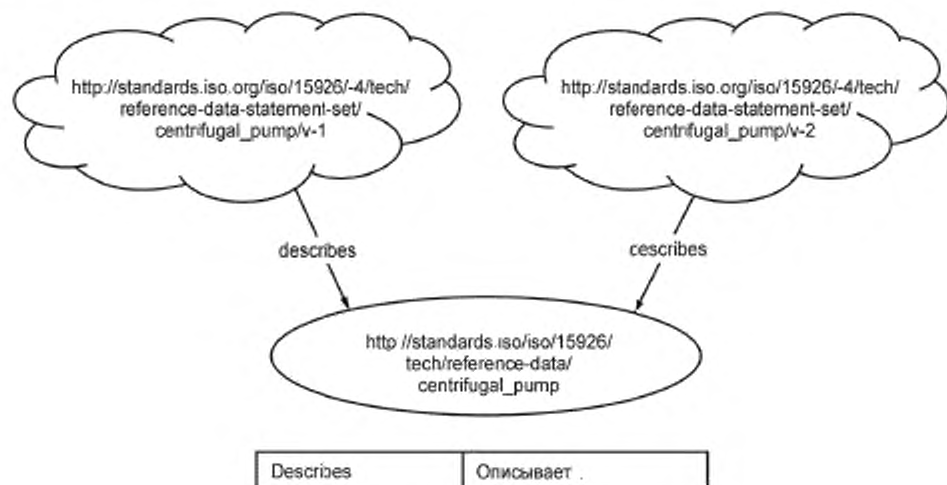 http://standards.iso.org/iso/15926/-4/tech/
reference-data-statement-set/
centrifugal_pump/v-1
http://standards.iso.org/iso/15926/-4/tech/
reference-data-statement-set/
centrifugal_pump/v-2
describes
cescribes
http //standards.iso/iso/15926/
tech/reference-data/
centrifugal_pump
Describes Описывает .